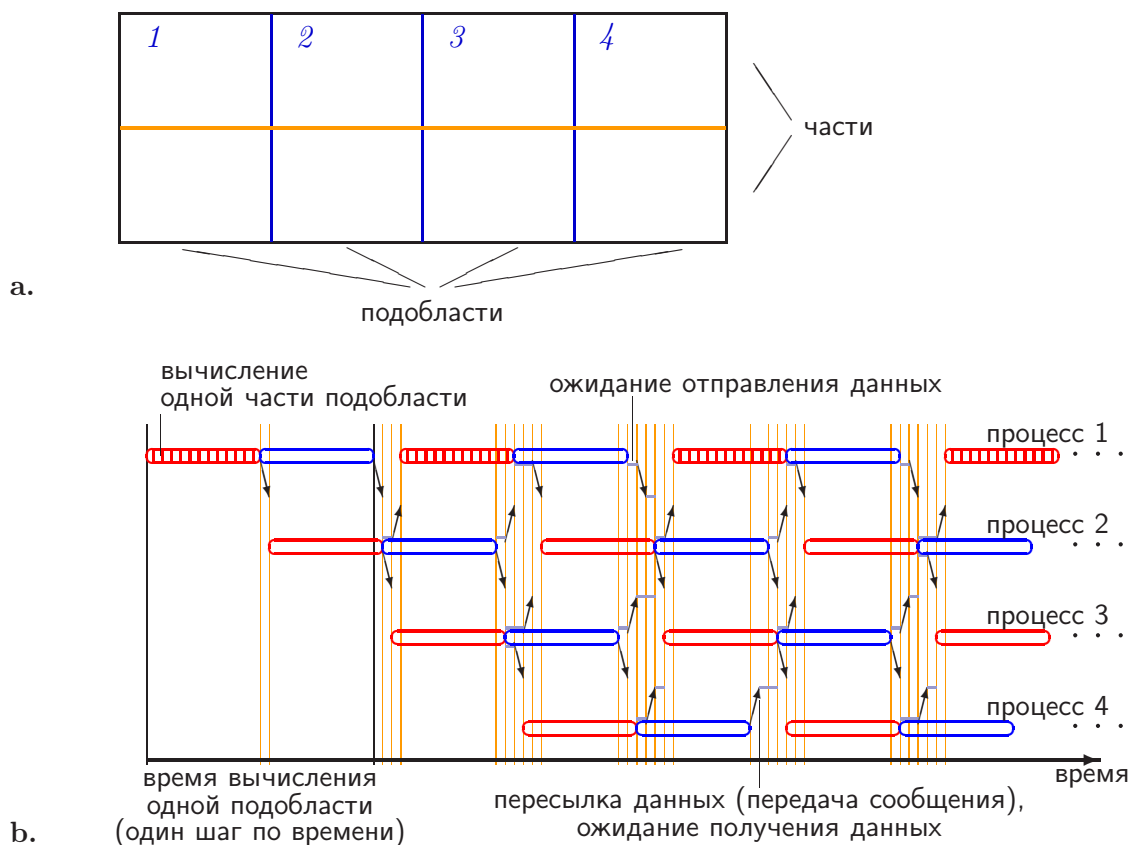 1 2 3 4
части
a.
подобласти
вычисление
одной части подобласти
ожидание отправления данных
процесс 1
. . .
процесс 2
. . .
процесс 3
. . .
процесс 4
. . .
время
время вычисления
одной подобласти
(один шаг по времени)
пересылка данных (передача сообщения),
ожидание получения данных
b.